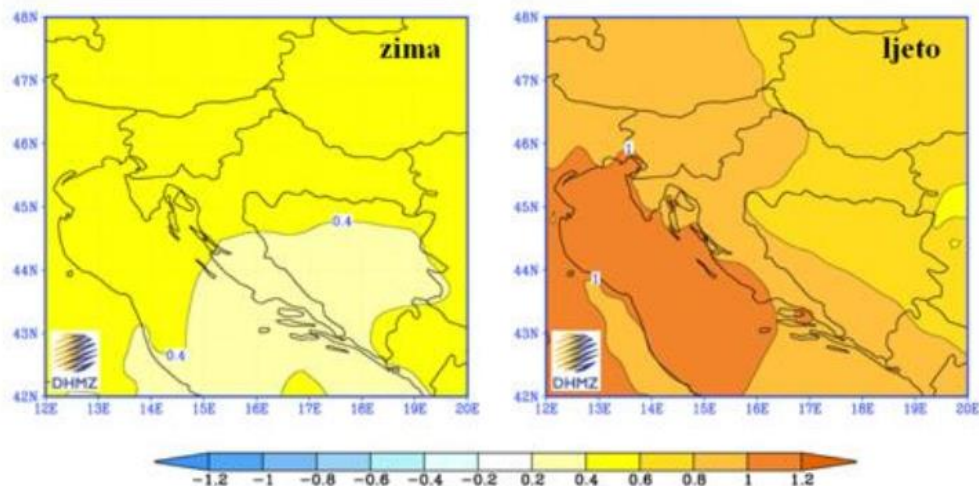 zima
48N
47N
46N
45N
44N
43N
42N
0.4
0.4
DHMZ
12E 13E 14E 15E 16E 17E 18E 19E 20E
ljeto
48N
47N
46N
45N
44N
43N
42N
1
1
DHMZ
12E 13E 14E 15E 16E 17E 18E 19E 20E
-1.2 -1 -0.8 -0.6 -0.4 -0.2 0.2 0.4 0.6 0.8 1 1.2